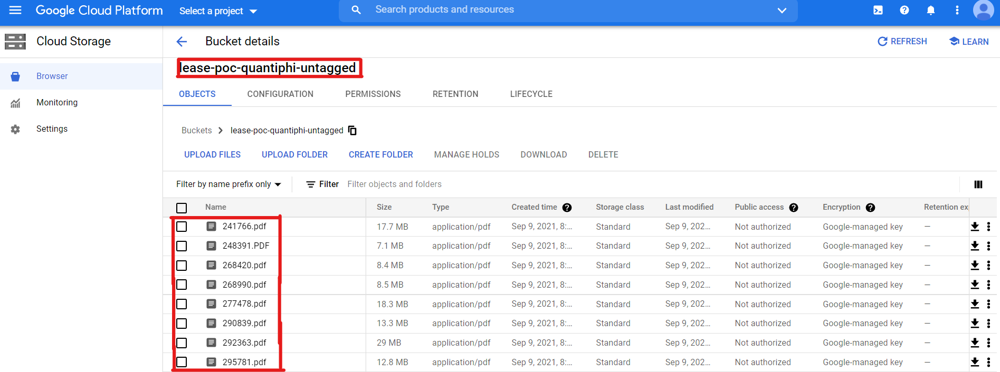 Google Cloud Platform Select a project Search products and resources
Cloud Storage Bucket details REFRESH LEARN
lease-poc-quantiphi-untagged
Browser
Monitoring
Settings
OBJECTS CONFIGURATION PERMISSIONS RETENTION LIFECYCLE
Buckets > lease-poc-quantiphi-untagged
UPLOAD FILES UPLOAD FOLDER CREATE FOLDER MANAGE HOLDS DOWNLOAD DELETE
Filter by name prefix only Filter Filter objects and folders
Name Size Type Created time Storage class Last modified Public access Encryption Retention ex
241766.pdf 17.7 MB application/pdf Sep 9, 2021, 8:... Standard Sep 9, 202... Not authorized Google-managed key —
248391.PDF 7.1 MB application/pdf Sep 9, 2021, 8:... Standard Sep 9, 202... Not authorized Google-managed key —
268420.pdf 8.4 MB application/pdf Sep 9, 2021, 8:... Standard Sep 9, 202... Not authorized Google-managed key —
268990.pdf 8.5 MB application/pdf Sep 9, 2021, 8:... Standard Sep 9, 202... Not authorized Google-managed key —
277478.pdf 18.3 MB application/pdf Sep 9, 2021, 8:... Standard Sep 9, 202... Not authorized Google-managed key —
290839.pdf 13.3 MB application/pdf Sep 9, 2021, 8:... Standard Sep 9, 202... Not authorized Google-managed key —
292363.pdf 29 MB application/pdf Sep 9, 2021, 8:... Standard Sep 9, 202... Not authorized Google-managed key —
295781.pdf 12.8 MB application/pdf Sep 9, 2021, 8:... Standard Sep 9, 202... Not authorized Google-managed key —